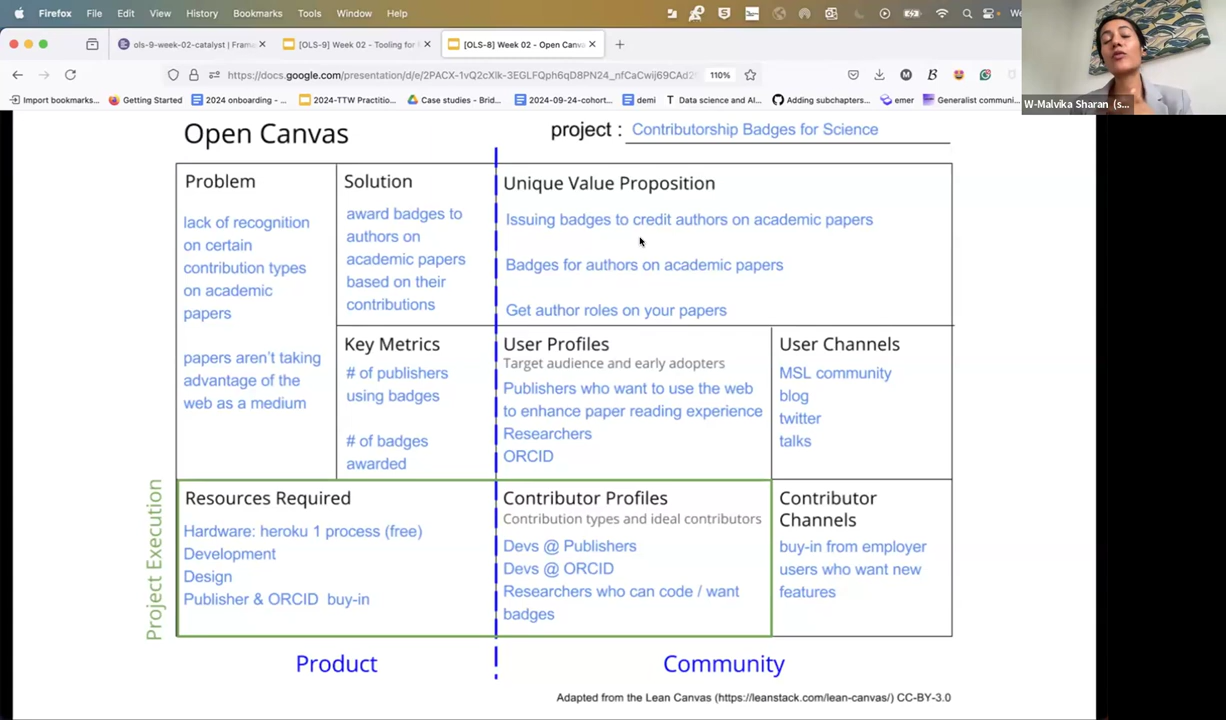 Firefox File Edit View History Bookmarks Tools Window Help
ols-9-week-02-catalyst | Frama
[OLS-9] Week 02 - Tooling for
[OLS-8] Week 02 - Open Canva
https://docs.google.com/presentation/d/e/2PACX-1vQ2cXlk-3EGLFQph6qD8PN24_nfCaCwij69CAd2 110%
Import bookmarks... Getting Started 2024 onboarding -... 2024-TTW Practitio... Case studies - Brid... 2024-09-24-cohort... demi Data science and AI... Adding subchapters... emer Generalist communi...
W-Malvika Sharan (s...
Open Canvas
project : Contributorship Badges for Science
Problem
lack of recognition
on certain
contribution types
on academic
papers
papers aren't taking
advantage of the
web as a medium
Solution
award badges to
authors on
academic papers
based on their
contributions
Key Metrics
# of publishers
using badges
# of badges
awarded
Unique Value Proposition
Issuing badges to credit authors on academic papers
Badges for authors on academic papers
Get author roles on your papers
User Profiles
Target audience and early adopters
Publishers who want to use the web
to enhance paper reading experience
Researchers
ORCID
User Channels
MSL community
blog
twitter
talks
Project Execution
Resources Required
Hardware: heroku 1 process (free)
Development
Design
Publisher & ORCID buy-in
Contributor Profiles
Contribution types and ideal contributors
Devs @ Publishers
Devs @ ORCID
Researchers who can code / want
badges
Contributor
Channels
buy-in from employer
users who want new
features
Product
Community
Adapted from the Lean Canvas (https://leanstack.com/lean-canvas/) CC-BY-3.0